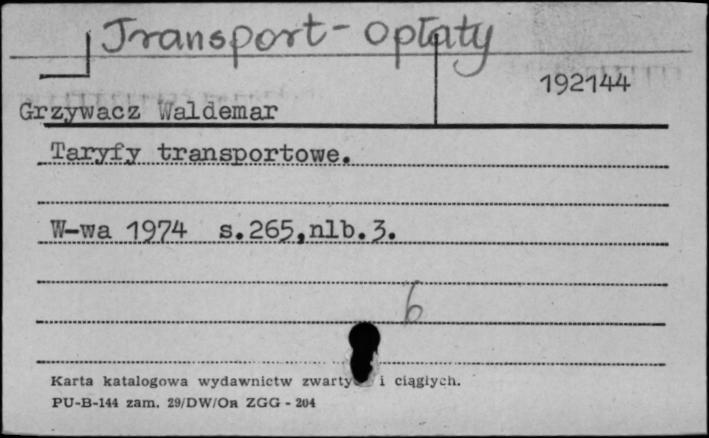 Transport - opłaty
192144
Grzywacz Waldemar
Taryfy transportowe.
W-wa 1974 s.265,nlb.3.
6
Karta katalogowa wydawnictw zwarty i ciągłych.
PU-B-144 zam. 29/DW/On ZGG - 204